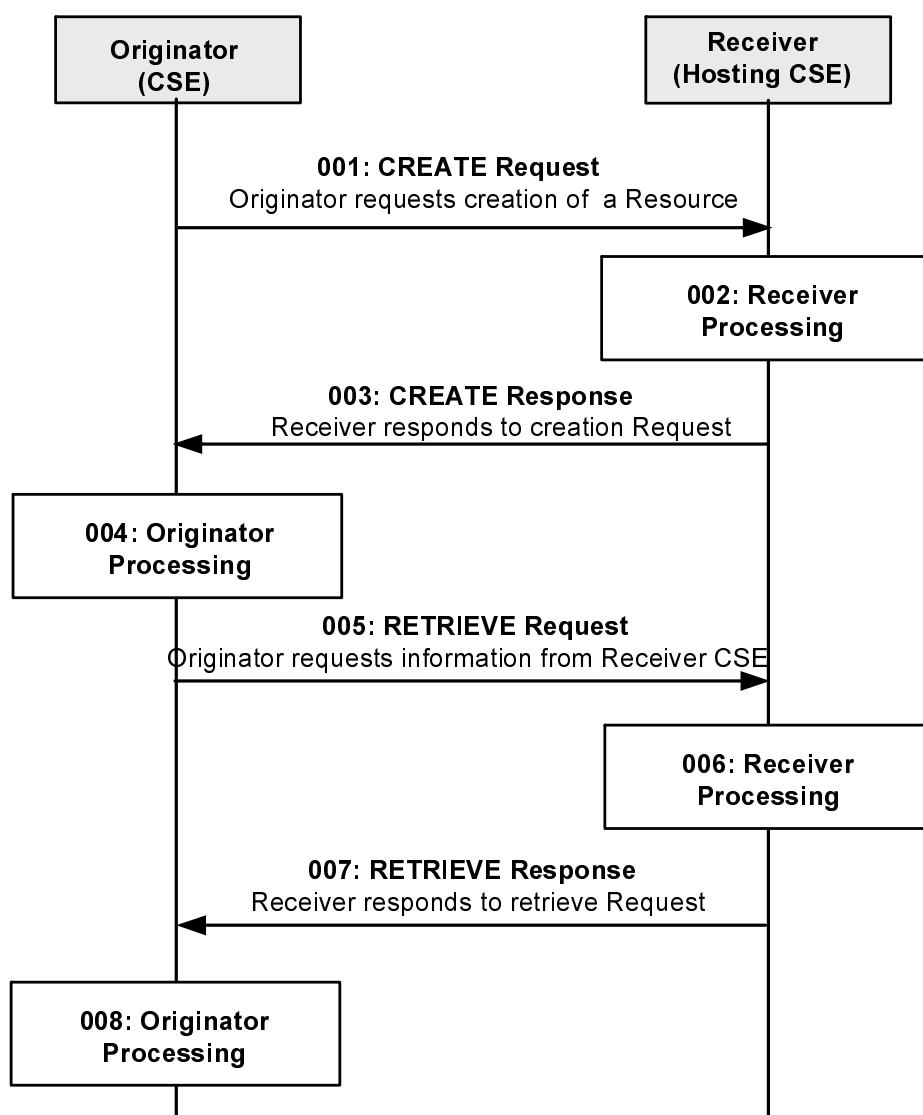 Originator
(CSE)
Receiver
(Hosting CSE)
001: CREATE Request
Originator requests creation of a Resource
002: Receiver
Processing
003: CREATE Response
Receiver responds to creation Request
004: Originator
Processing
005: RETRIEVE Request
Originator requests information from Receiver CSE
006: Receiver
Processing
007: RETRIEVE Response
Receiver responds to retrieve Request
008: Originator
Processing